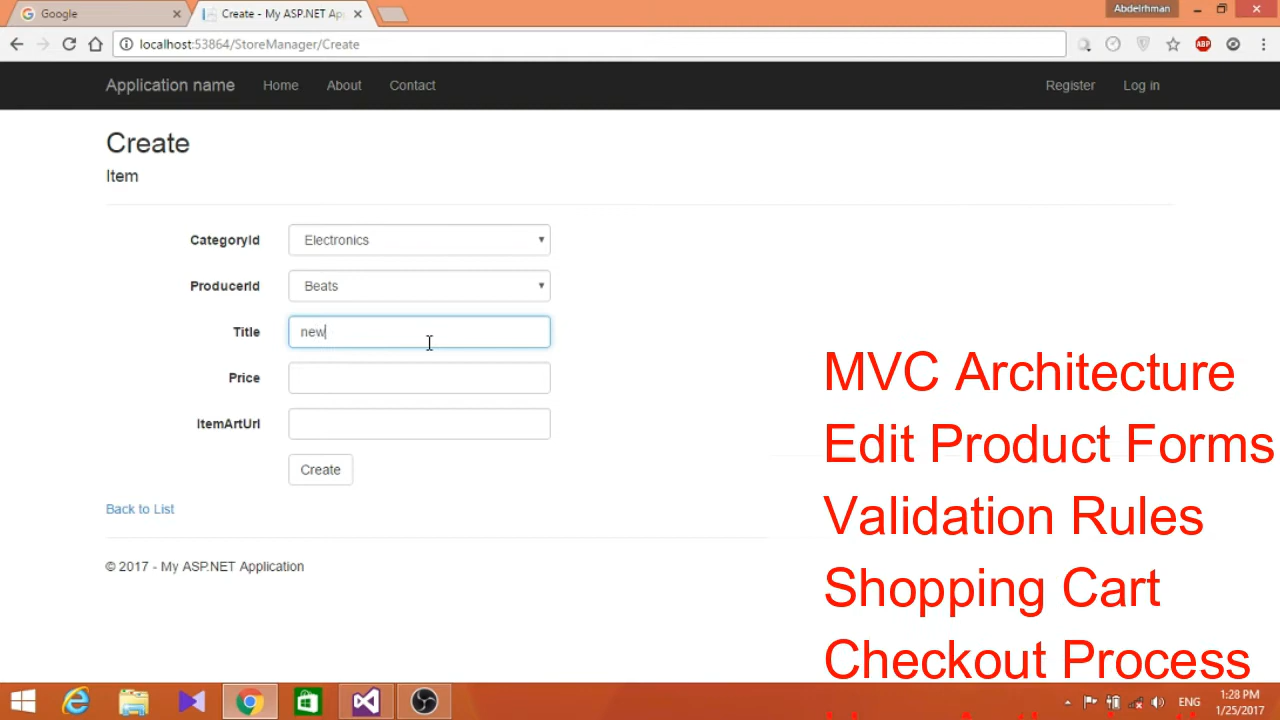 Google
Create - My ASP.NET Ap
Abdelrhman
localhost:53864/StoreManager/Create
ABP
Application name Home About Contact Register Log in
Create
Item
CategoryId Electronics
ProducerId Beats
Title new
Price
ItemArtUrl
Create
Back to List
© 2017 - My ASP.NET Application
MVC Architecture
Edit Product Forms
Validation Rules
Shopping Cart
Checkout Process
ENG
1:28 PM
1/25/2017